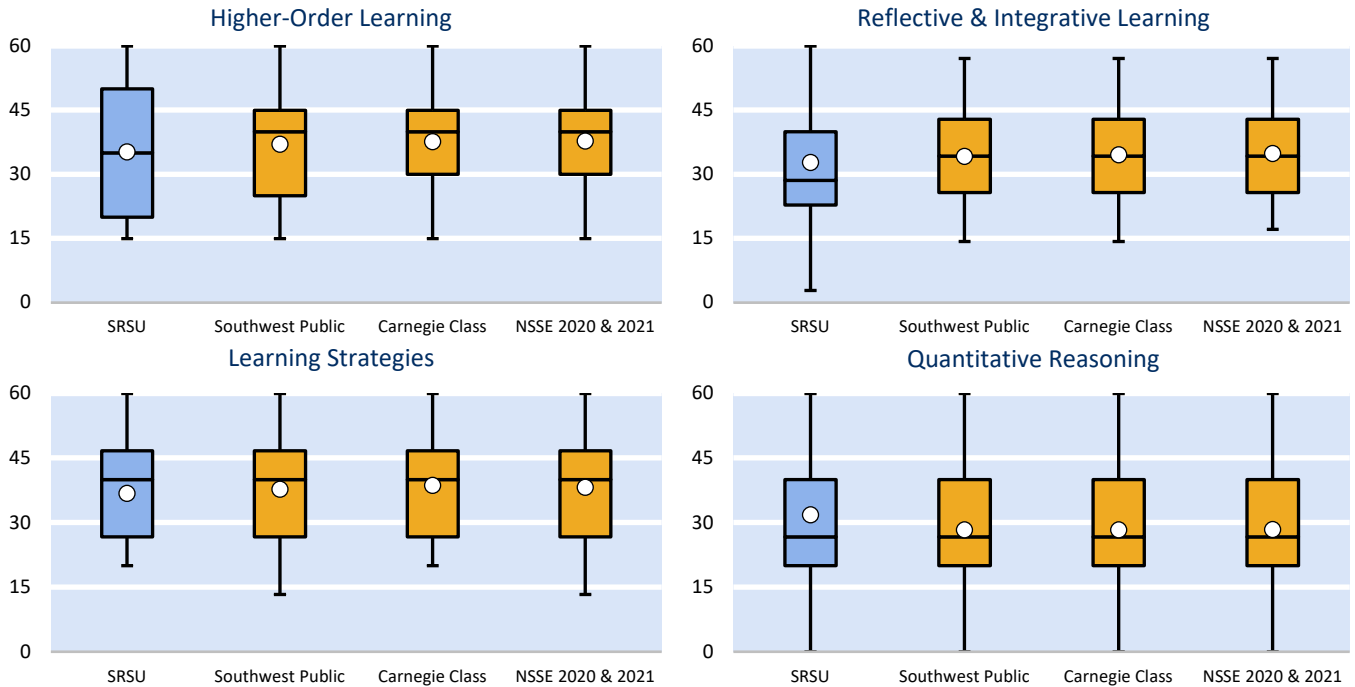 Higher-Order Learning
60
45
30
15
0
SRSU Southwest Public Carnegie Class NSSE 2020 & 2021
Reflective & Integrative Learning
60
45
30
15
0
SRSU Southwest Public Carnegie Class NSSE 2020 & 2021
Learning Strategies
60
45
30
15
0
SRSU Southwest Public Carnegie Class NSSE 2020 & 2021
Quantitative Reasoning
60
45
30
15
0
SRSU Southwest Public Carnegie Class NSSE 2020 & 2021